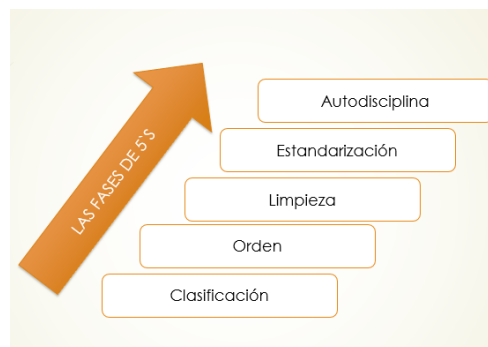 LAS FASES DE 5`S
Autodisciplina
Estandarización
Limpieza
Orden
Clasificación